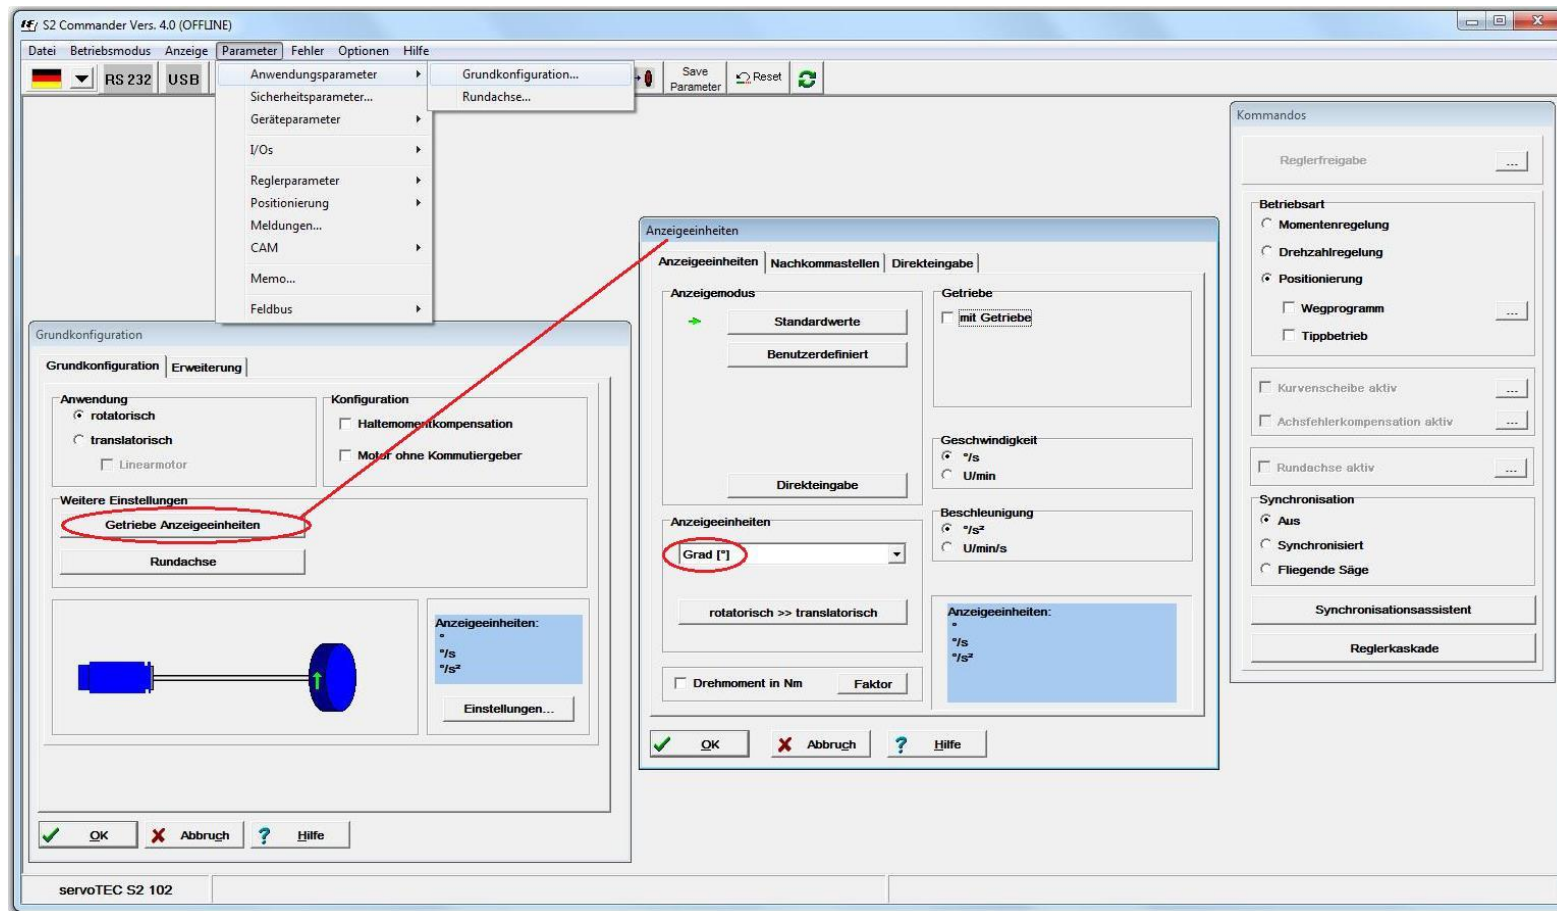 S2 Commander Vers. 4.0 (OFFLINE)
Datei Betriebsmodus Anzeige Parameter Fehler Optionen Hilfe
RS 232 USB Save Parameter Reset
Anwendungsparameter
Sicherheitsparameter...
Geräteparameter
I/Os
Reglerparameter
Positionierung
Meldungen...
CAM
Memo...
Feldbus
Grundkonfiguration...
Rundachse...
Grundkonfiguration
Grundkonfiguration Erweiterung
Anwendung
rotatorisch
translatorisch
Linearmotor
Konfiguration
Haltemomentkompensation
Motor ohne Kommutiergeber
Weitere Einstellungen
Getriebe Anzeigeeinheiten
Rundachse
Anzeigeeinheiten:
°
°/s
°/s²
Einstellungen...
OK Abbruch ? Hilfe
Anzeigeeinheiten
Anzeigeeinheiten Nachkommastellen Direkteingabe
Anzeigemodus
Standardwerte
Benutzerdefiniert
Direkteingabe
Anzeigeeinheiten
Grad [°]
rotatorisch >> translatorisch
Drehmoment in Nm Faktor
Getriebe
mit Getriebe
Geschwindigkeit
°/s
U/min
Beschleunigung
°/s²
U/min/s
Anzeigeeinheiten:
°
°/s
°/s²
OK Abbruch ? Hilfe
Kommandos
Reglerfreigabe ...
Betriebsart
Momentenregelung
Drehzahlregelung
Positionierung
Wegprogramm ...
Tippbetrieb
Kurvenscheibe aktiv ...
Achsfehlerkompensation aktiv ...
Rundachse aktiv ...
Synchronisation
Aus
Synchronisiert
Fliegende Säge
Synchronisationsassistent
Reglerkaskade
servoTEC S2 102